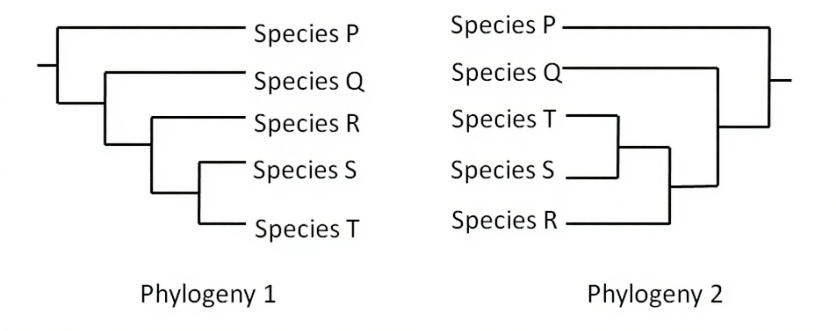 Species P
Species Q
Species R
Species S
Species T
Phylogeny 1
Species P
Species Q
Species T
Species S
Species R
Phylogeny 2